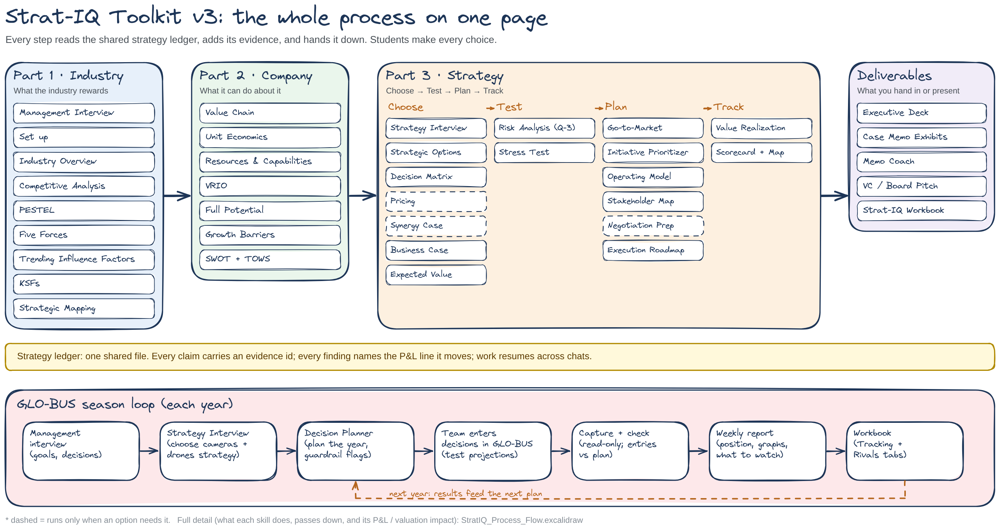 Strat-IQ Toolkit v3: the whole process on one page
Every step reads the shared strategy ledger, adds its evidence, and hands it down. Students make every choice.
Part 1 · Industry
What the industry rewards
Management Interview
Set up
Industry Overview
Competitive Analysis
PESTEL
Five Forces
Trending Influence Factors
KSFs
Strategic Mapping
Part 2 · Company
What it can do about it
Value Chain
Unit Economics
Resources & Capabilities
VRIO
Full Potential
Growth Barriers
SWOT + TOWS
Part 3 · Strategy
Choose → Test → Plan → Track
Choose
Strategy Interview
Strategic Options
Decision Matrix
Pricing
Synergy Case
Business Case
Expected Value
Test
Risk Analysis (Q-3)
Stress Test
Plan
Go-to-Market
Initiative Prioritizer
Operating Model
Stakeholder Map
Negotiation Prep
Execution Roadmap
Track
Value Realization
Scorecard + Map
Deliverables
What you hand in or present
Executive Deck
Case Memo Exhibits
Memo Coach
VC / Board Pitch
Strat-IQ Workbook
Strategy ledger: one shared file. Every claim carries an evidence id; every finding names the P&L line it moves; work resumes across chats.
GLO-BUS season loop (each year)
Management
interview
(goals, decisions)
Strategy Interview
(choose cameras +
drones strategy)
Decision Planner
(plan the year,
guardrail flags)
Team enters
decisions in GLO-BUS
(test projections)
Capture + check
(read-only; entries
vs plan)
Weekly report
(position, graphs,
what to watch)
Workbook
(Tracking +
Rivals tabs)
next year: results feed the next plan
* dashed = runs only when an option needs it. Full detail (what each skill does, passes down, and its P&L / valuation impact): StratIQ_Process_Flow.excalidraw